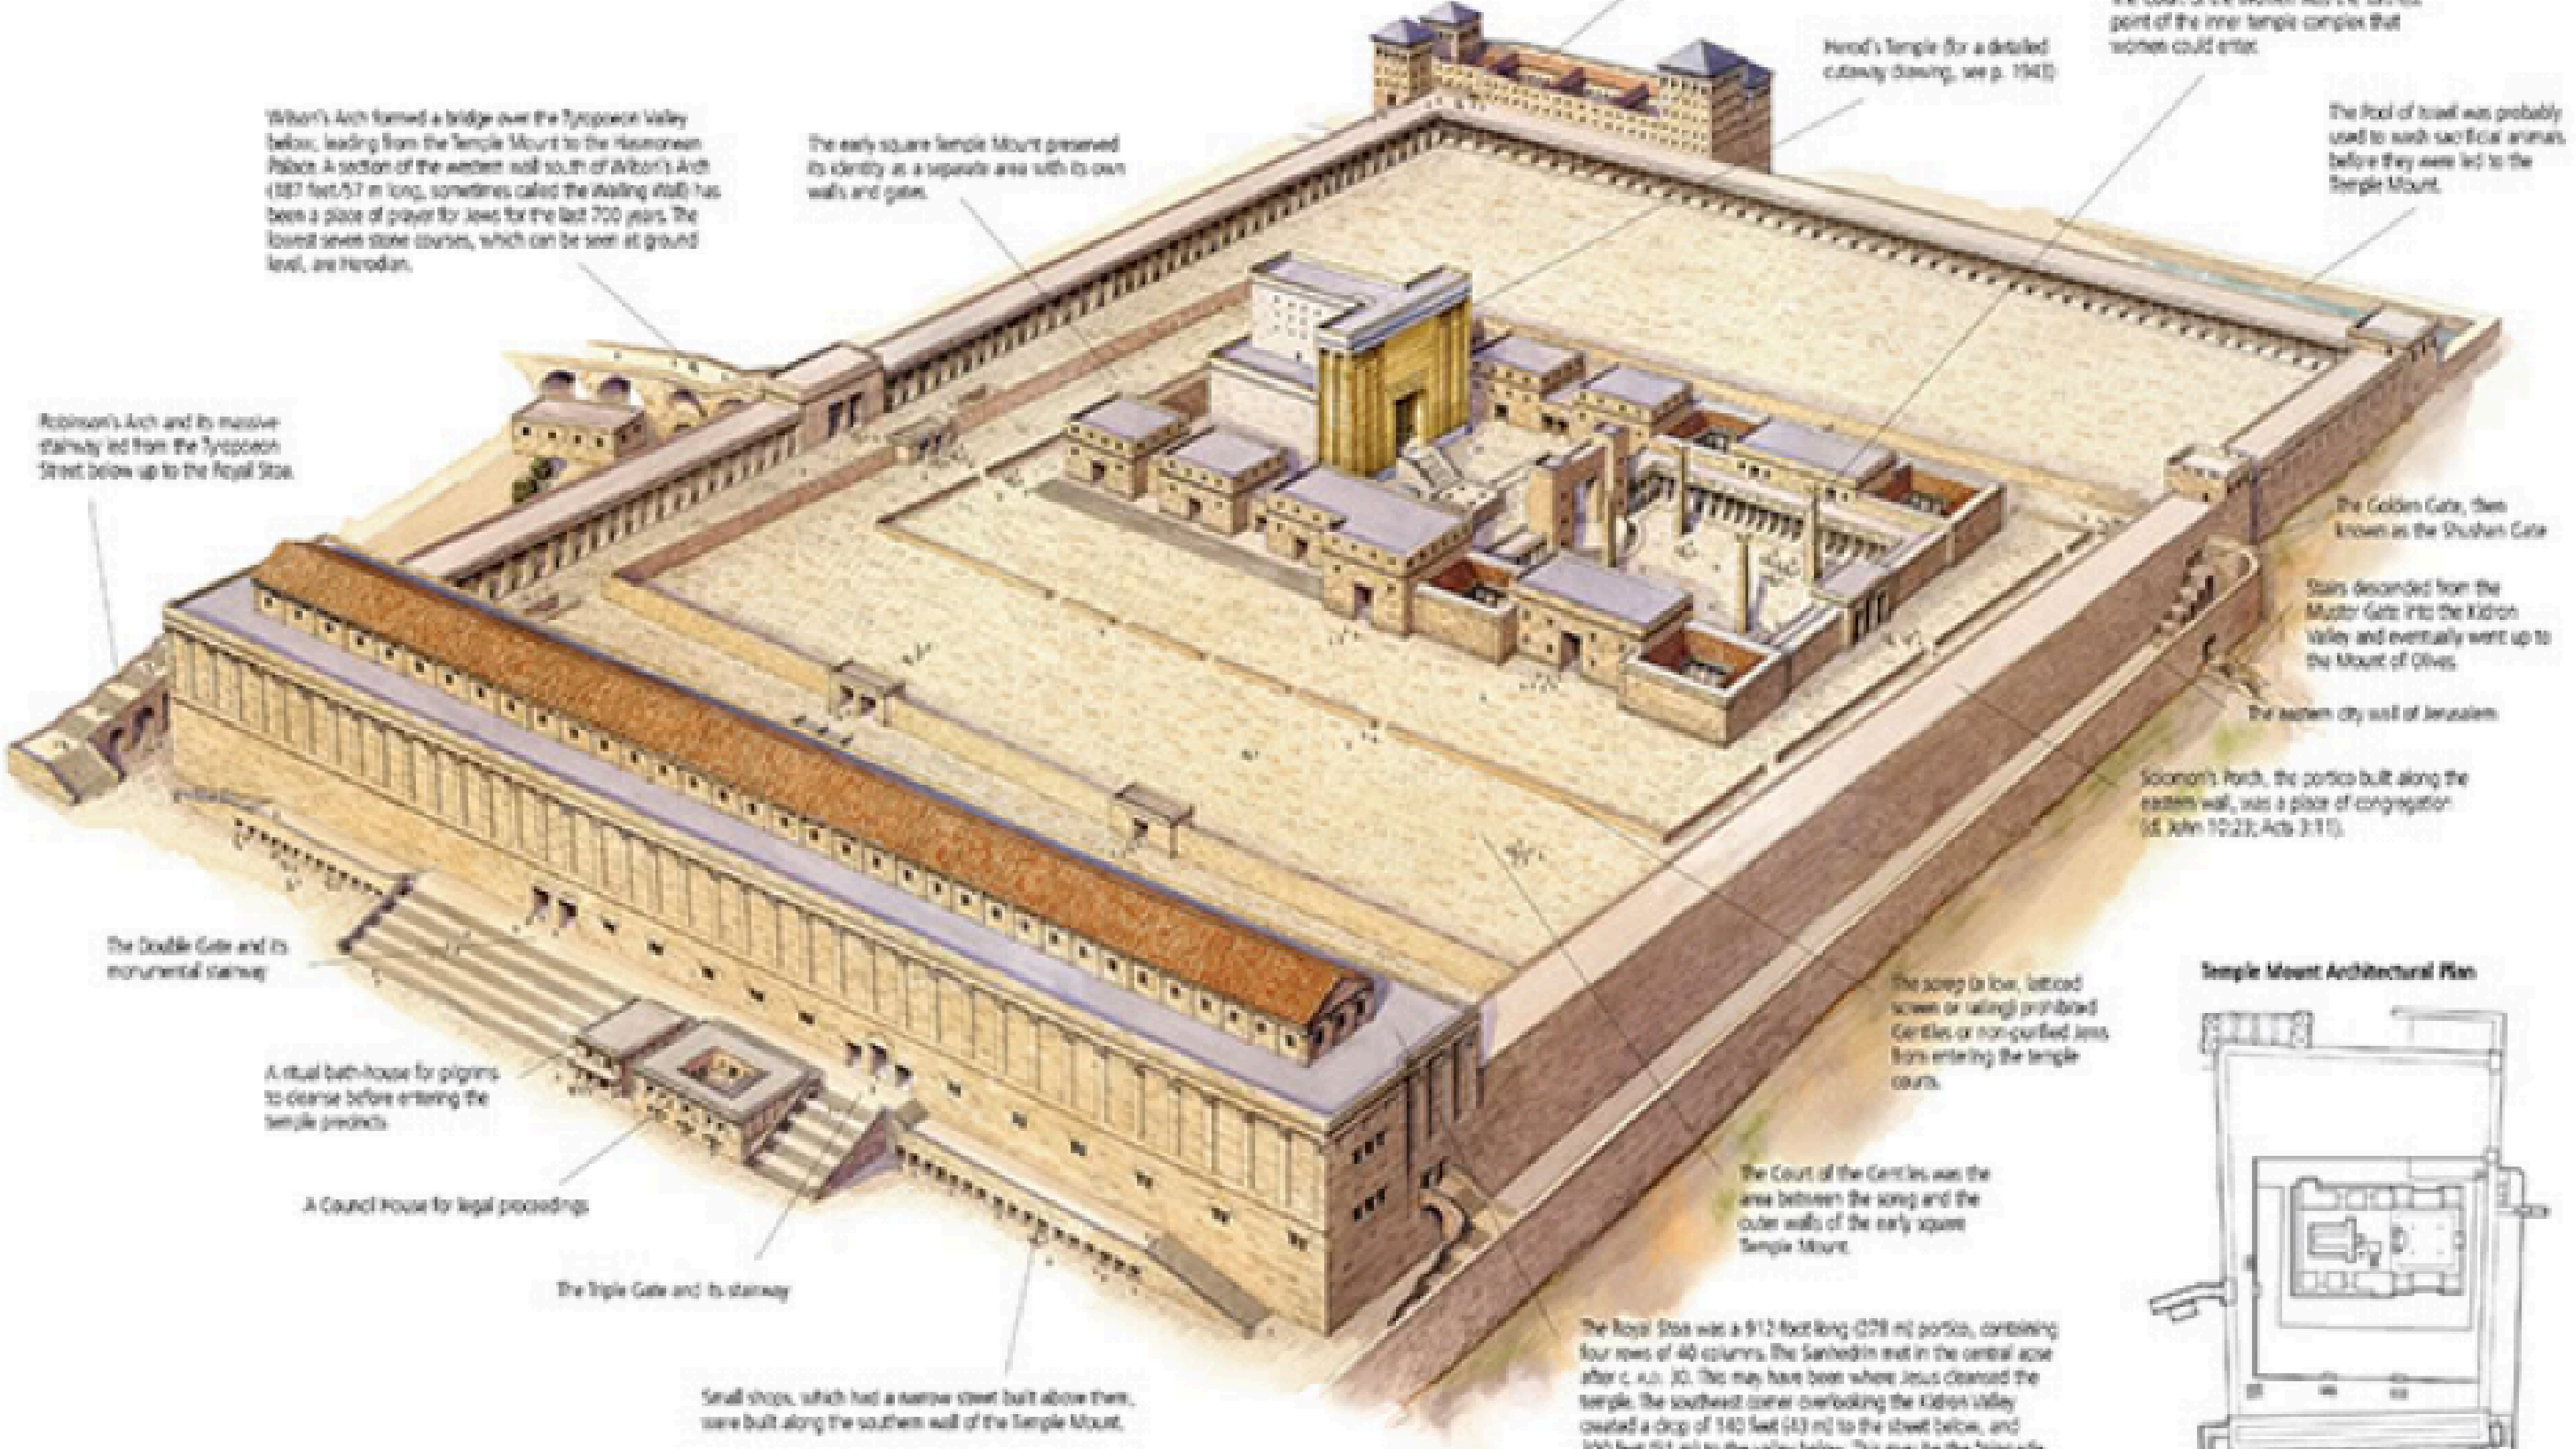 point of the inner temple complex that
women could enter.
Herod's Temple (for a detailed
cutaway drawing, see p. 1943)
The Pool of Israel was probably
used to wash sacrificial animals
before they were led to the
Temple Mount.
Wilson's Arch formed a bridge over the Tyropoeon Valley
below, leading from the Temple Mount to the Hasmonean
Palace. A section of the western wall south of Wilson's Arch
(187 feet/57 m long, sometimes called the Wailing Wall) has
been a place of prayer for Jews for the last 700 years. The
lowest seven stone courses, which can be seen at ground
level, are Herodian.
The early square Temple Mount preserved
its identity as a separate area with its own
walls and gates.
Robinson's Arch and its massive
stairway led from the Tyropoeon
Street below up to the Royal Stoa.
The Golden Gate, then
known as the Shushan Gate
Stairs descended from the
Muster Gate into the Kidron
Valley and eventually went up to
the Mount of Olives.
The eastern city wall of Jerusalem
Solomon's Porch, the portico built along the
eastern wall, was a place of congregation
(cf. John 10:23; Acts 3:11).
The Double Gate and its
monumental stairway
Temple Mount Architectural Plan
The soreg (a low, latticed
screen or railing) prohibited
Gentiles or non-purified Jews
from entering the temple
courts.
A ritual bath-house for pilgrims
to cleanse before entering the
temple precincts
A Council House for legal proceedings
The Court of the Gentiles was the
area between the soreg and the
outer walls of the early square
Temple Mount.
The Triple Gate and its stairway
Small shops, which had a narrow street built above them,
were built along the southern wall of the Temple Mount.
The Royal Stoa was a 912-foot-long (278 m) portico, containing
four rows of 40 columns. The Sanhedrin met in the central apse
after c. A.D. 30. This may have been where Jesus cleansed the
temple. The southeast corner overlooking the Kidron Valley
created a drop of 140 feet (43 m) to the street below, and